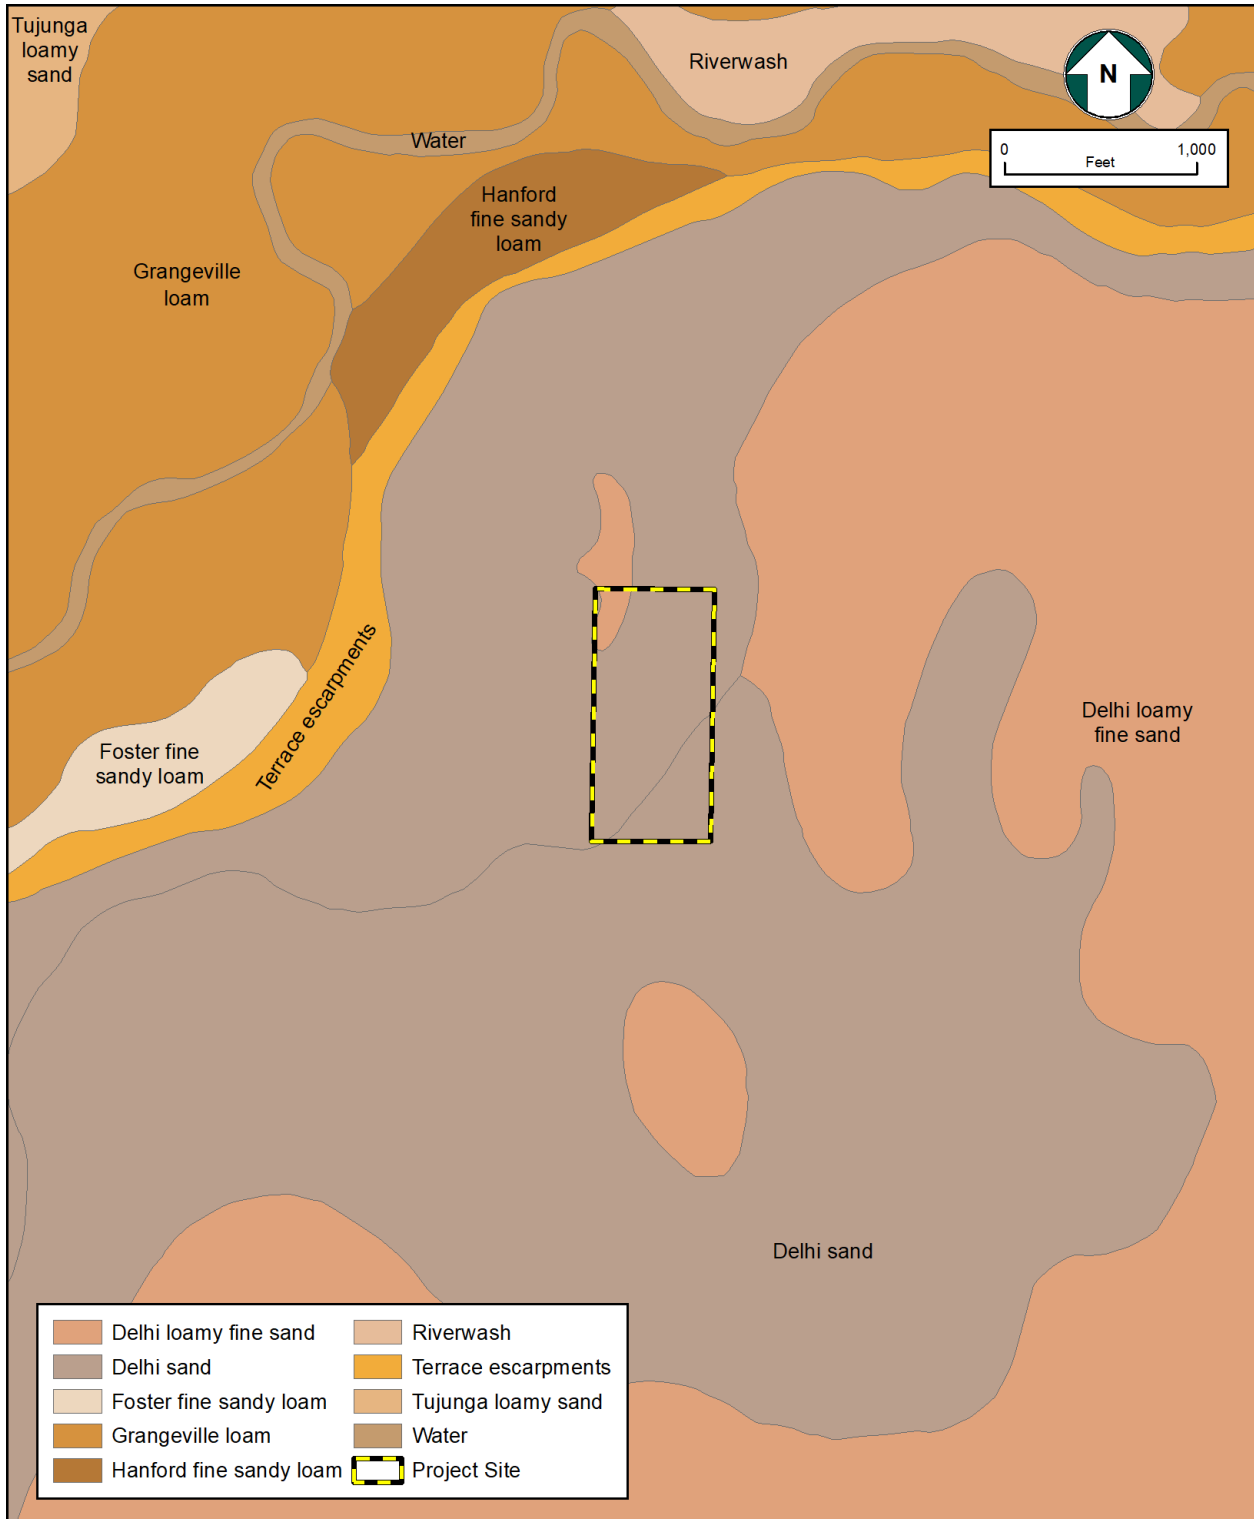 Tujunga
loamy
sand
Riverwash
N
0 1,000
Feet
Water
Hanford
fine sandy
loam
Grangeville
loam
Terrace escarpments
Foster fine
sandy loam
Delhi loamy
fine sand
Delhi sand
Delhi loamy fine sand
Delhi sand
Foster fine sandy loam
Grangeville loam
Hanford fine sandy loam
Riverwash
Terrace escarpments
Tujunga loamy sand
Water
Project Site